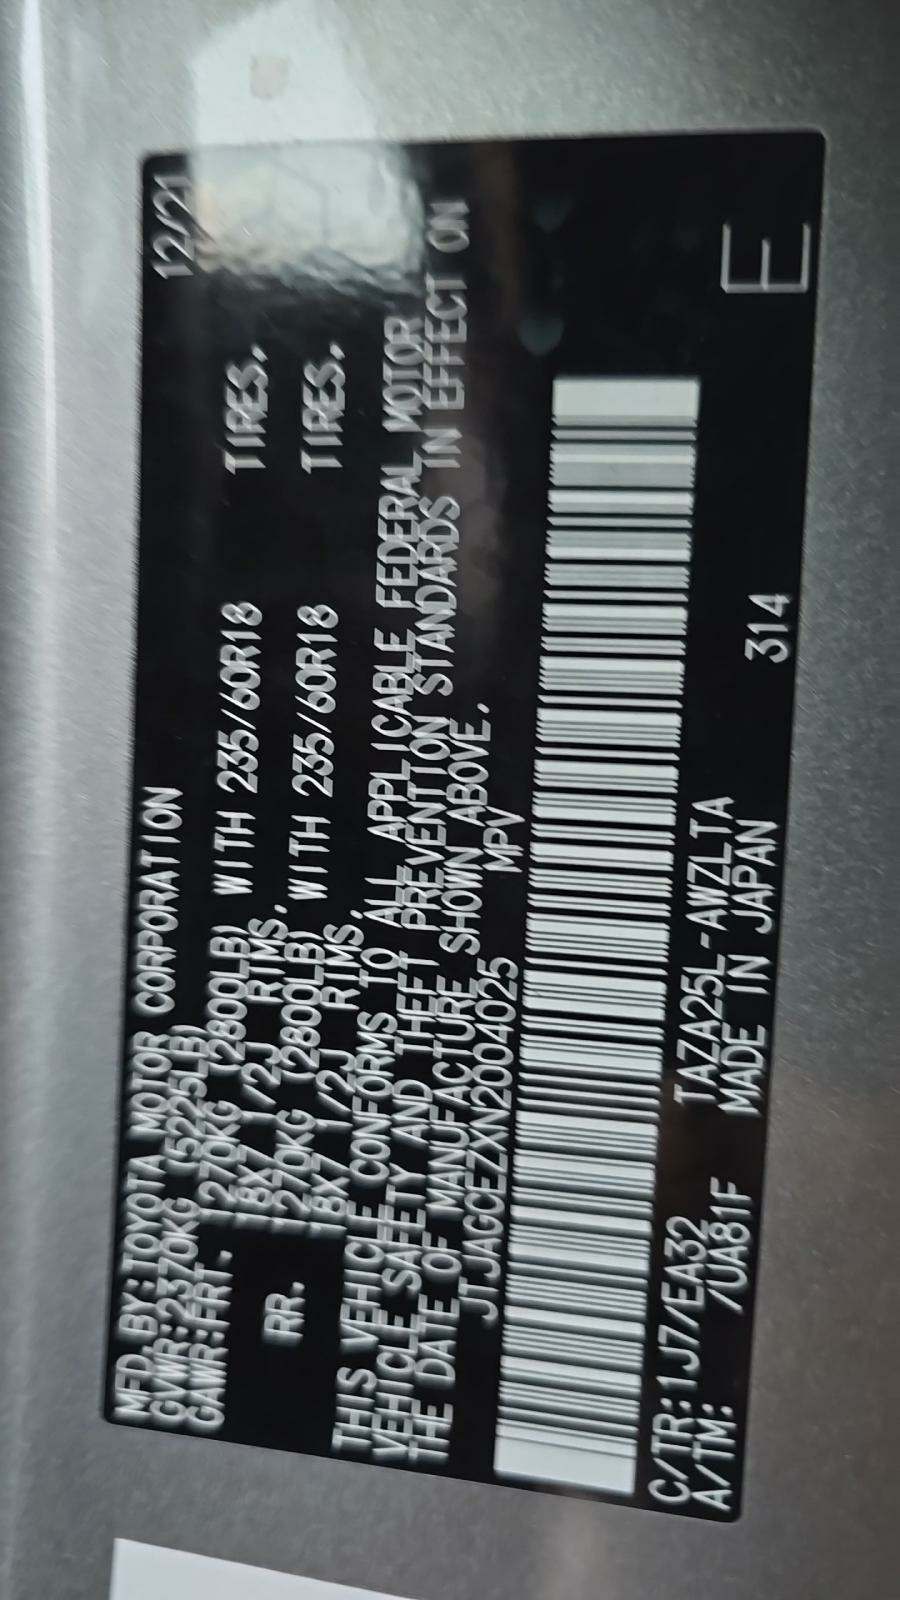 MFD.BY:TOYOTA MOTOR CORPORATION 12/21
GVWR:2370KG (5225LB)
GAWR:FRT. 1270KG (2800LB) WITH 235/60R18 TIRES,
18X7 1/2J RIMS,
RR. 1270KG (2800LB) WITH 235/60R18 TIRES,
18X7 1/2J RIMS,
THIS VEHICLE CONFORMS TO ALL APPLICABLE FEDERAL MOTOR
VEHICLE SAFETY AND THEFT PREVENTION STANDARDS IN EFFECT ON
THE DATE OF MANUFACTURE SHOWN ABOVE.
JTJAGCEZXN2004025 MPV
C/TR:1J7/EA32 TAZA25L-AWZLTA
A/TM: /UA81F MADE IN JAPAN 314 E